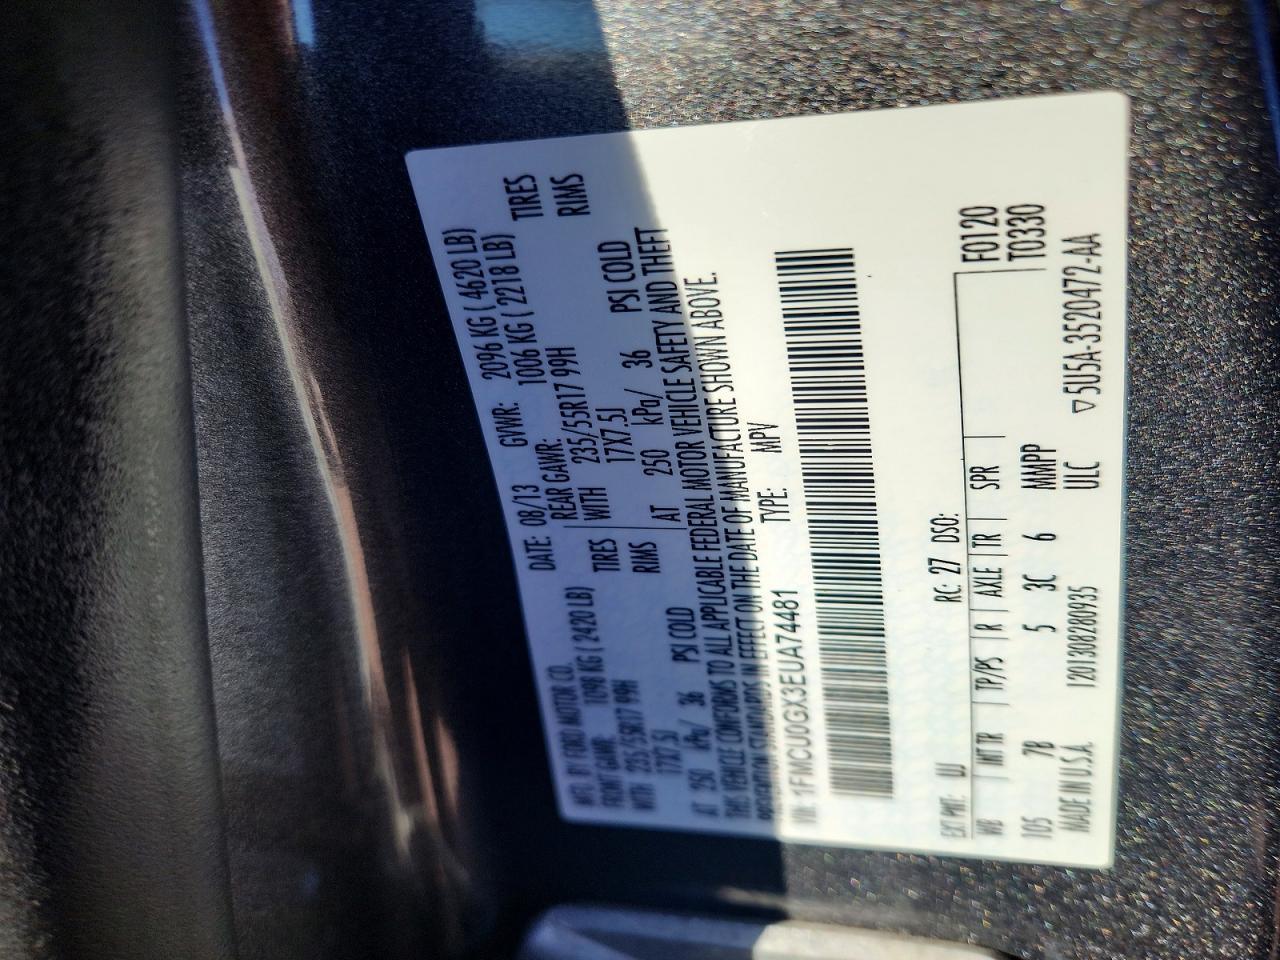 MFD. BY FORD MOTOR CO.
DATE: 08/13 GVWR: 2096 KG ( 4620 LB)
FRONT GAWR: 1098 KG ( 2420 LB) REAR GAWR: 1006 KG ( 2218 LB)
WITH 235/55R17 99H TIRES WITH 235/55R17 99H TIRES
17X7.5J RIMS 17X7.5J RIMS
AT 250 kPa/ 36 PSI COLD AT 250 kPa/ 36 PSI COLD
THIS VEHICLE CONFORMS TO ALL APPLICABLE FEDERAL MOTOR VEHICLE SAFETY AND THEFT
PREVENTION STANDARDS IN EFFECT ON THE DATE OF MANUFACTURE SHOWN ABOVE.
VIN: 1FMCU0GX3EUA74481 TYPE: MPV
EXT PNT: UJ RC: 27 DSO: F0120
WB INT TR TP/PS R AXLE TR SPR T0330
105 7B 5 3C 6 MMPP
MADE IN U.S.A. 1201308280935 ULC ▽5U5A-3520472-AA